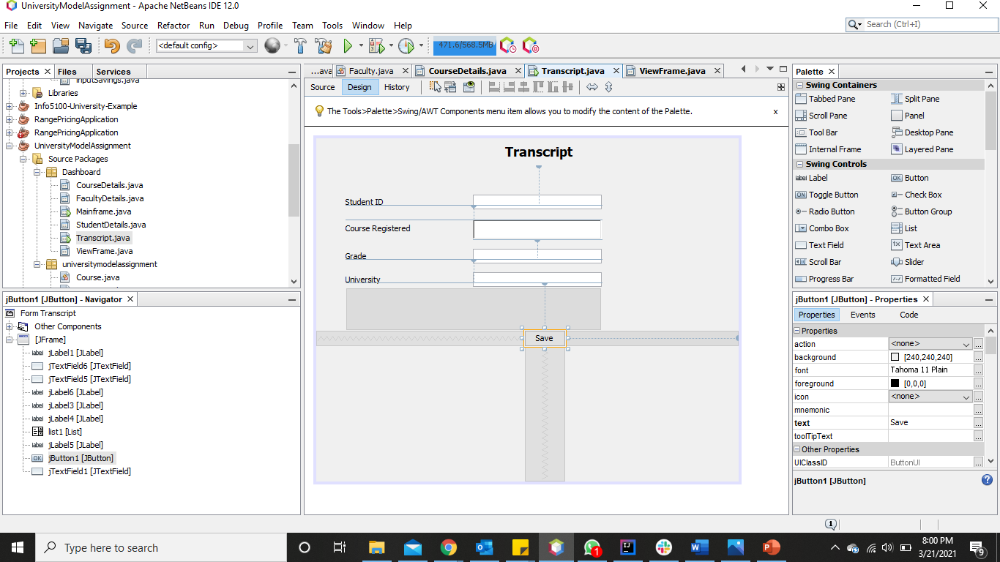 UniversityModelAssignment - Apache NetBeans IDE 12.0
File Edit View Navigate Source Refactor Run Debug Profile Team Tools Window Help
Search (Ctrl+I)
<default config>
471.6/568.5MB
Projects Files Services
InputSavings.java
Libraries
Info5100-University-Example
RangePricingApplication
RangePricingApplication
UniversityModelAssignment
Source Packages
Dashboard
CourseDetails.java
FacultyDetails.java
Mainframe.java
StudentDetails.java
Transcript.java
ViewFrame.java
universitymodelassignment
Course.java
jButton1 [JButton] - Navigator
Form Transcript
Other Components
[JFrame]
jLabel1 [JLabel]
jTextField6 [JTextField]
jTextField5 [JTextField]
jLabel6 [JLabel]
jLabel3 [JLabel]
jLabel4 [JLabel]
list1 [List]
jLabel5 [JLabel]
jButton1 [JButton]
jTextField1 [JTextField]
...ava Faculty.java CourseDetails.java Transcript.java ViewFrame.java
Source Design History
The Tools>Palette>Swing/AWT Components menu item allows you to modify the content of the Palette. x
Transcript
Student ID
Course Registered
Grade
University
Save
Palette
Swing Containers
Tabbed Pane Split Pane
Scroll Pane Panel
Tool Bar Desktop Pane
Internal Frame Layered Pane
Swing Controls
label Label OK Button
ON Toggle Button Check Box
Radio Button Button Group
Combo Box List
Text Field Text Area
Scroll Bar Slider
Progress Bar Formatted Field
jButton1 [JButton] - Properties
Properties Events Code
Properties
action <none> ...
background [240,240,240] ...
font Tahoma 11 Plain ...
foreground [0,0,0] ...
icon <none> ...
mnemonic ...
text Save ...
toolTipText ...
Other Properties
UIClassID ButtonUI ...
jButton1 [JButton]
1
Type here to search
1
8:00 PM
3/21/2021
9